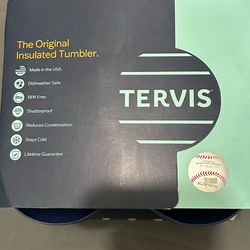 The Original
Insulated Tumbler.
Made in the USA
Dishwasher Safe
BPA Free
Shatterproof
Reduces Condensation
Stays Cold
Lifetime Guarantee
TERVIS